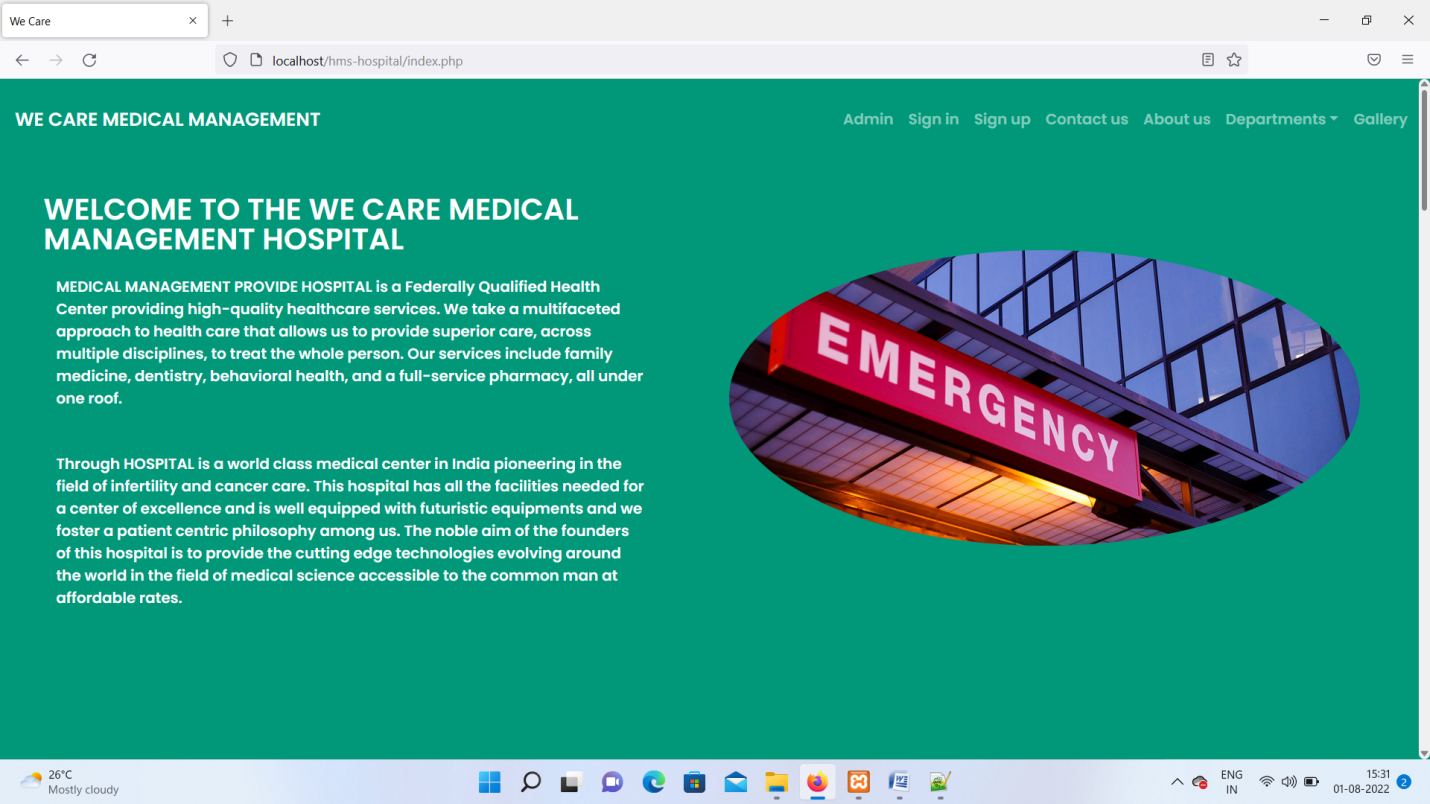 We Care
localhost/hms-hospital/index.php
WE CARE MEDICAL MANAGEMENT
Admin Sign in Sign up Contact us About us Departments Gallery
WELCOME TO THE WE CARE MEDICAL
MANAGEMENT HOSPITAL
MEDICAL MANAGEMENT PROVIDE HOSPITAL is a Federally Qualified Health
Center providing high-quality healthcare services. We take a multifaceted
approach to health care that allows us to provide superior care, across
multiple disciplines, to treat the whole person. Our services include family
medicine, dentistry, behavioral health, and a full-service pharmacy, all under
one roof.
Through HOSPITAL is a world class medical center in India pioneering in the
field of infertility and cancer care. This hospital has all the facilities needed for
a center of excellence and is well equipped with futuristic equipments and we
foster a patient centric philosophy among us. The noble aim of the founders
of this hospital is to provide the cutting edge technologies evolving around
the world in the field of medical science accessible to the common man at
affordable rates.
EMERGENCY
26°C
Mostly cloudy
ENG
IN
15:31
01-08-2022
2